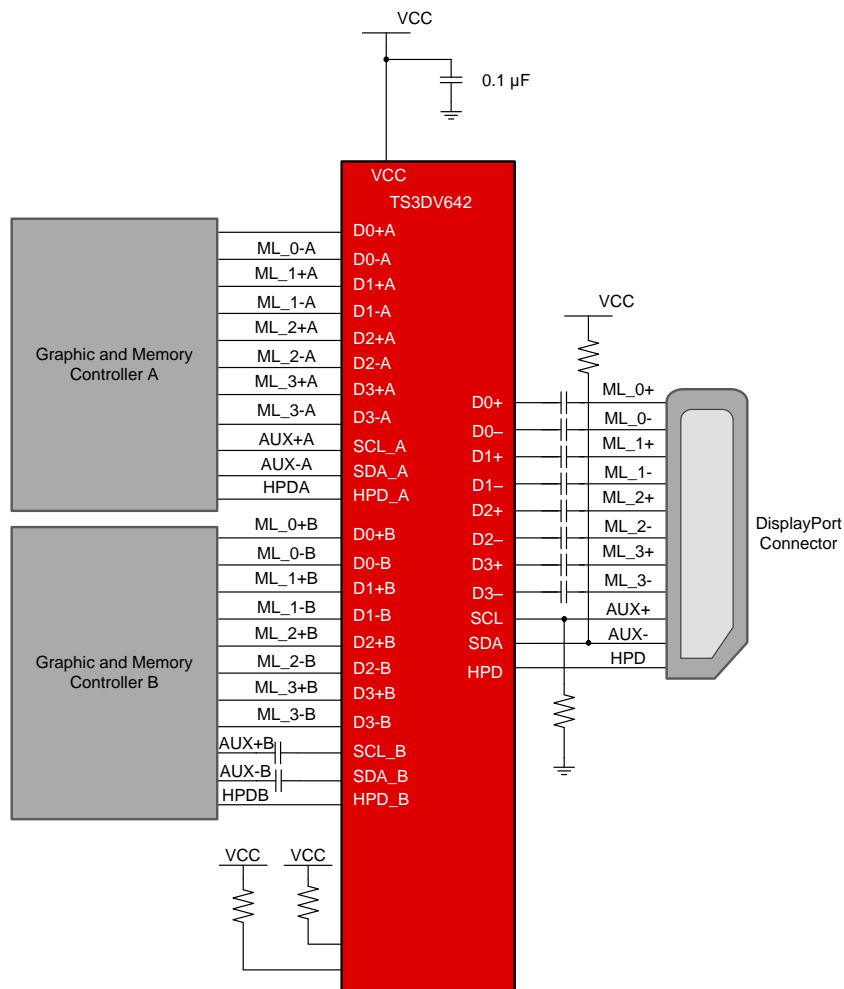 VCC
0.1 µF
VCC
TS3DV642
Graphic and Memory
Controller A
ML_0-A
ML_1+A
ML_1-A
ML_2+A
ML_2-A
ML_3+A
ML_3-A
AUX+A
AUX-A
HPDA
D0+A
D0-A
D1+A
D1-A
D2+A
D2-A
D3+A
D3-A
SCL_A
SDA_A
HPD_A
Graphic and Memory
Controller B
ML_0+B
ML_0-B
ML_1+B
ML_1-B
ML_2+B
ML_2-B
ML_3+B
ML_3-B
AUX+B
AUX-B
HPDB
D0+B
D0-B
D1+B
D1-B
D2+B
D2-B
D3+B
D3-B
SCL_B
SDA_B
HPD_B
VCC
VCC
VCC
D0+
D0–
D1+
D1–
D2+
D2–
D3+
D3–
SCL
SDA
HPD
ML_0+
ML_0-
ML_1+
ML_1-
ML_2+
ML_2-
ML_3+
ML_3-
AUX+
AUX-
HPD
DisplayPort
Connector